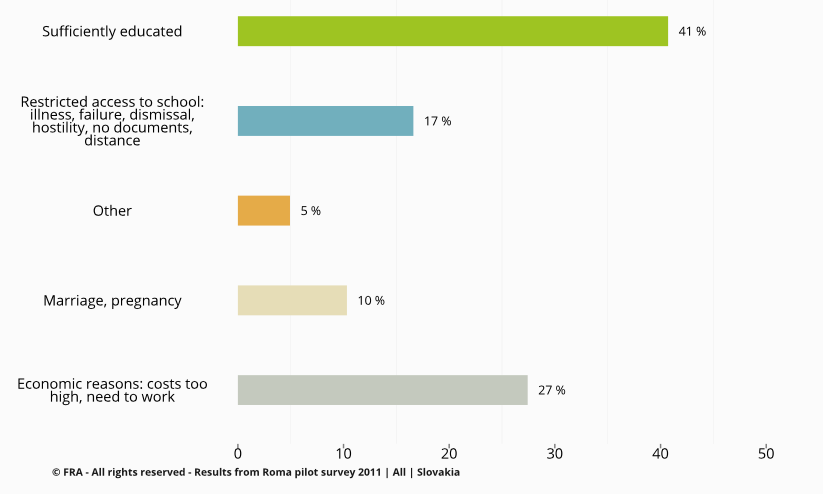 Sufficiently educated
41 %
Restricted access to school:
illness, failure, dismissal,
hostility, no documents,
distance
17 %
Other
5 %
Marriage, pregnancy
10 %
Economic reasons: costs too
high, need to work
27 %
0 10 20 30 40 50
© FRA - All rights reserved - Results from Roma pilot survey 2011 | All | Slovakia